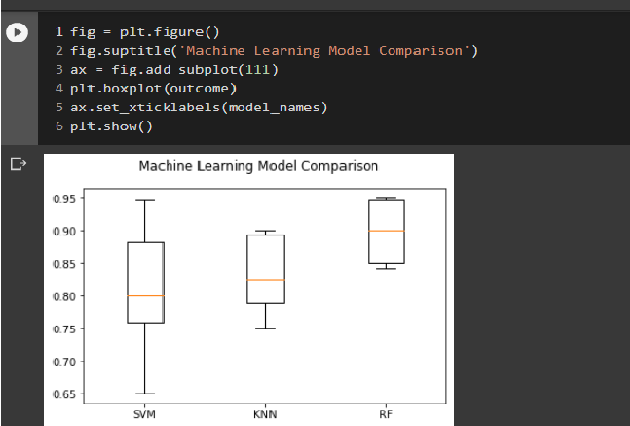 1 fig = plt.figure()
2 fig.suptitle('Machine Learning Model Comparison')
3 ax = fig.add_subplot(111)
4 plt.boxplot(outcome)
5 ax.set_xticklabels(model_names)
6 plt.show()
Machine Learning Model Comparison
0.95
0.90
0.85
0.80
0.75
0.70
0.65
SVM KNN RF